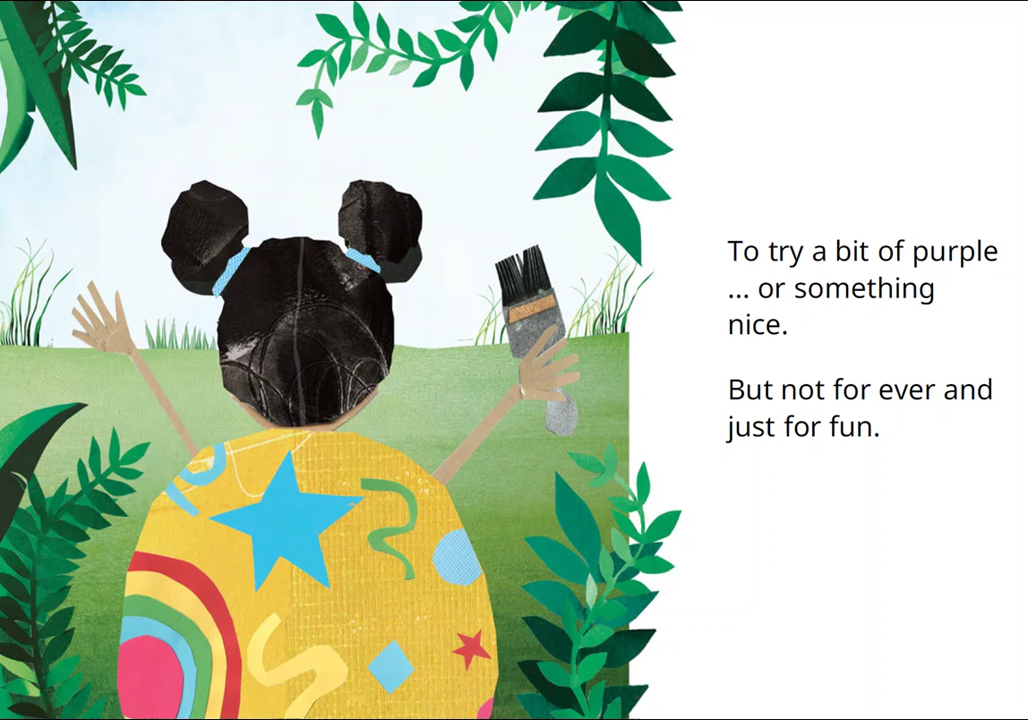 To try a bit of purple
... or something
nice.
But not for ever and
just for fun.